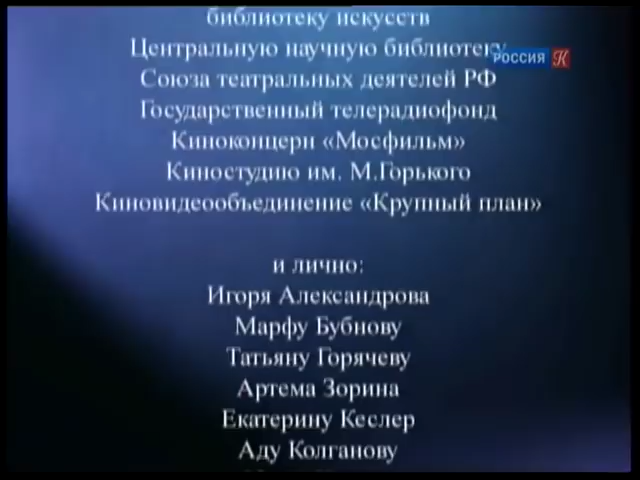 библиотеку искусств
Центральную научную библиотеку
РОССИЯ К
Союза театральных деятелей РФ
Государственный телерадиофонд
Киноконцерн «Мосфильм»
Киностудию им. М.Горького
Киновидеообъединение «Крупный план»
и лично:
Игоря Александрова
Марфу Бубнову
Татьяну Горячеву
Артема Зорина
Екатерину Кеслер
Аду Колганову